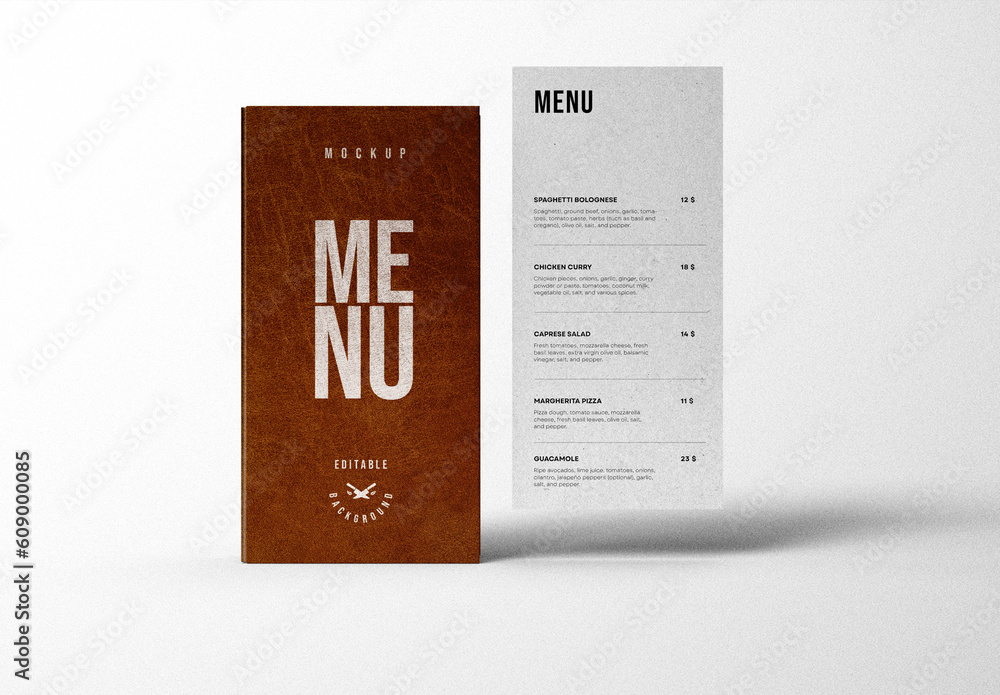 MOCKUP
ME
NU
EDITABLE
BACKGROUND
MENU
SPAGHETTI BOLOGNESE 12 $
Spaghetti, ground beef, onions, garlic, toma-
toes, tomato paste, herbs (such as basil and
oregano), olive oil, salt, and pepper.
CHICKEN CURRY 18 $
Chicken pieces, onions, garlic, ginger, curry
powder or paste, tomatoes, coconut milk,
vegetable oil, salt, and various spices.
CAPRESE SALAD 14 $
Fresh tomatoes, mozzarella cheese, fresh
basil leaves, extra virgin olive oil, balsamic
vinegar, salt, and pepper.
MARGHERITA PIZZA 11 $
Pizza dough, tomato sauce, mozzarella
cheese, fresh basil leaves, olive oil, salt,
and pepper.
GUACAMOLE 23 $
Ripe avocados, lime juice, tomatoes, onions,
cilantro, jalapeño peppers (optional), garlic,
salt, and pepper.
Adobe Stock | #609000085
Adobe Stock